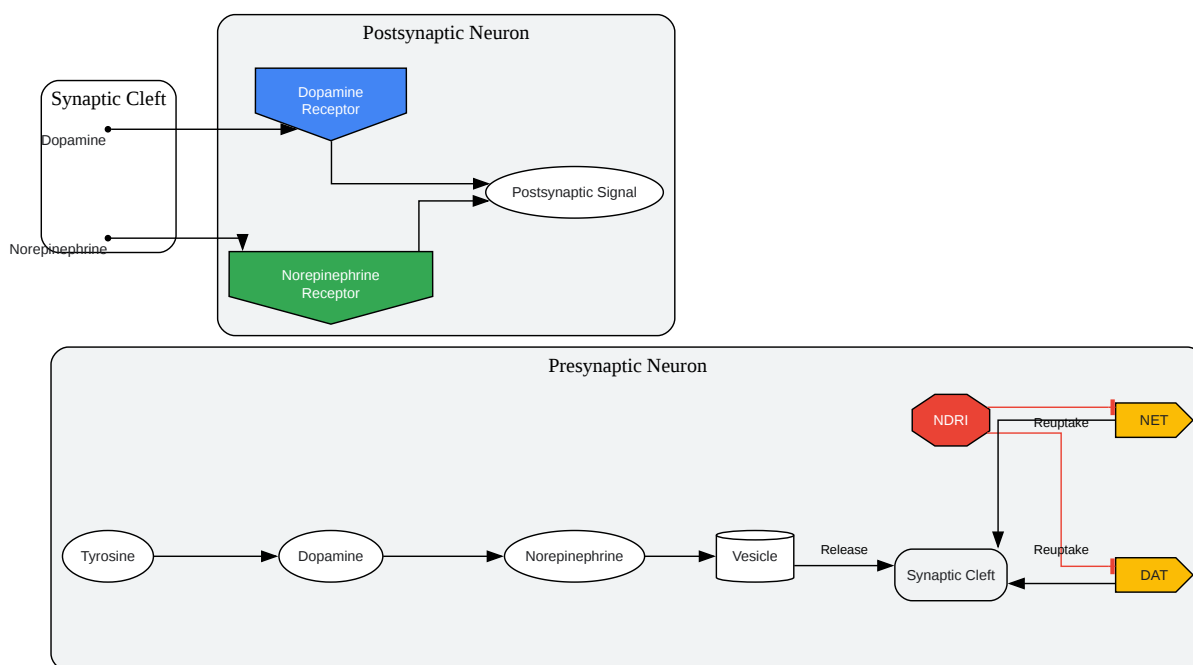 Postsynaptic Neuron
Synaptic Cleft
Dopamine
Receptor
Dopamine
Postsynaptic Signal
Norepinephrine
Norepinephrine
Receptor
Presynaptic Neuron
NDRI
Reuptake
NET
Tyrosine
Dopamine
Norepinephrine
Vesicle
Release
Synaptic Cleft
Reuptake
DAT